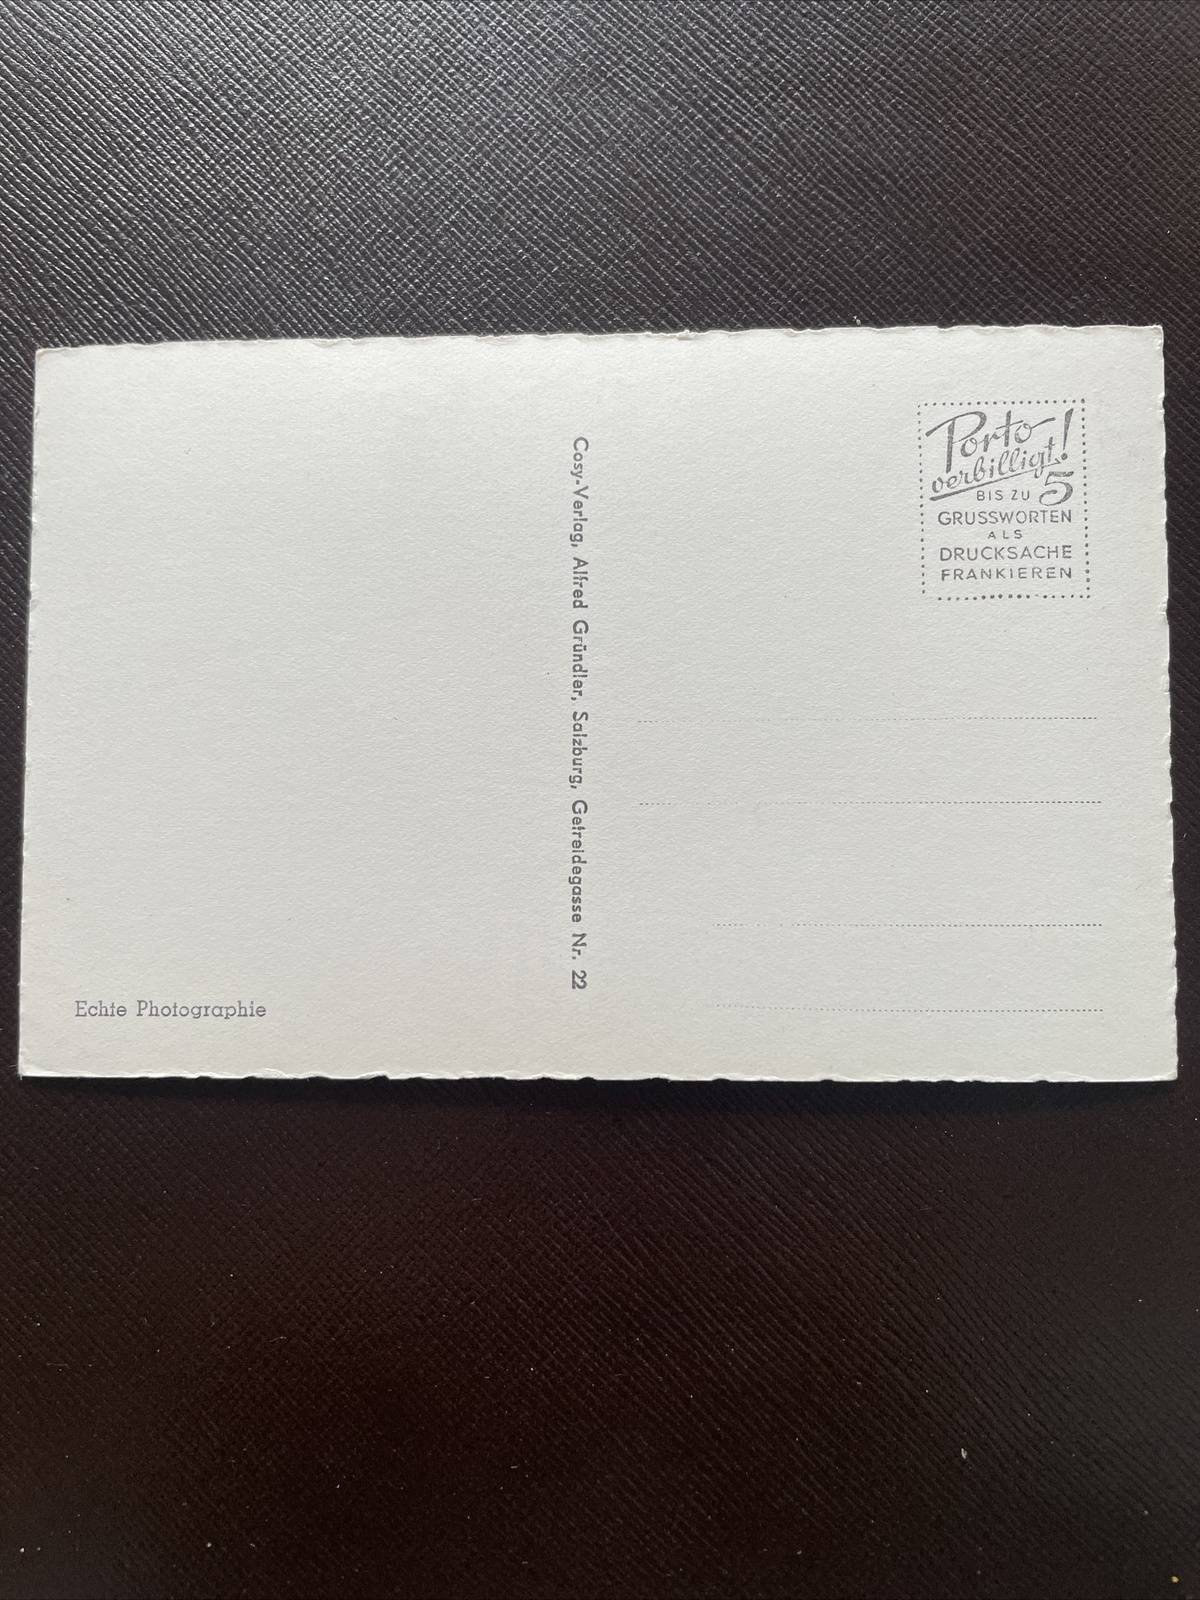 Porto
verbilligt!
BIS ZU 5
GRUSSWORTEN
ALS
DRUCKSACHE
FRANKIEREN
Cosy-Verlag, Alfred Gründler, Salzburg, Getreidegasse Nr. 22
Echte Photographie